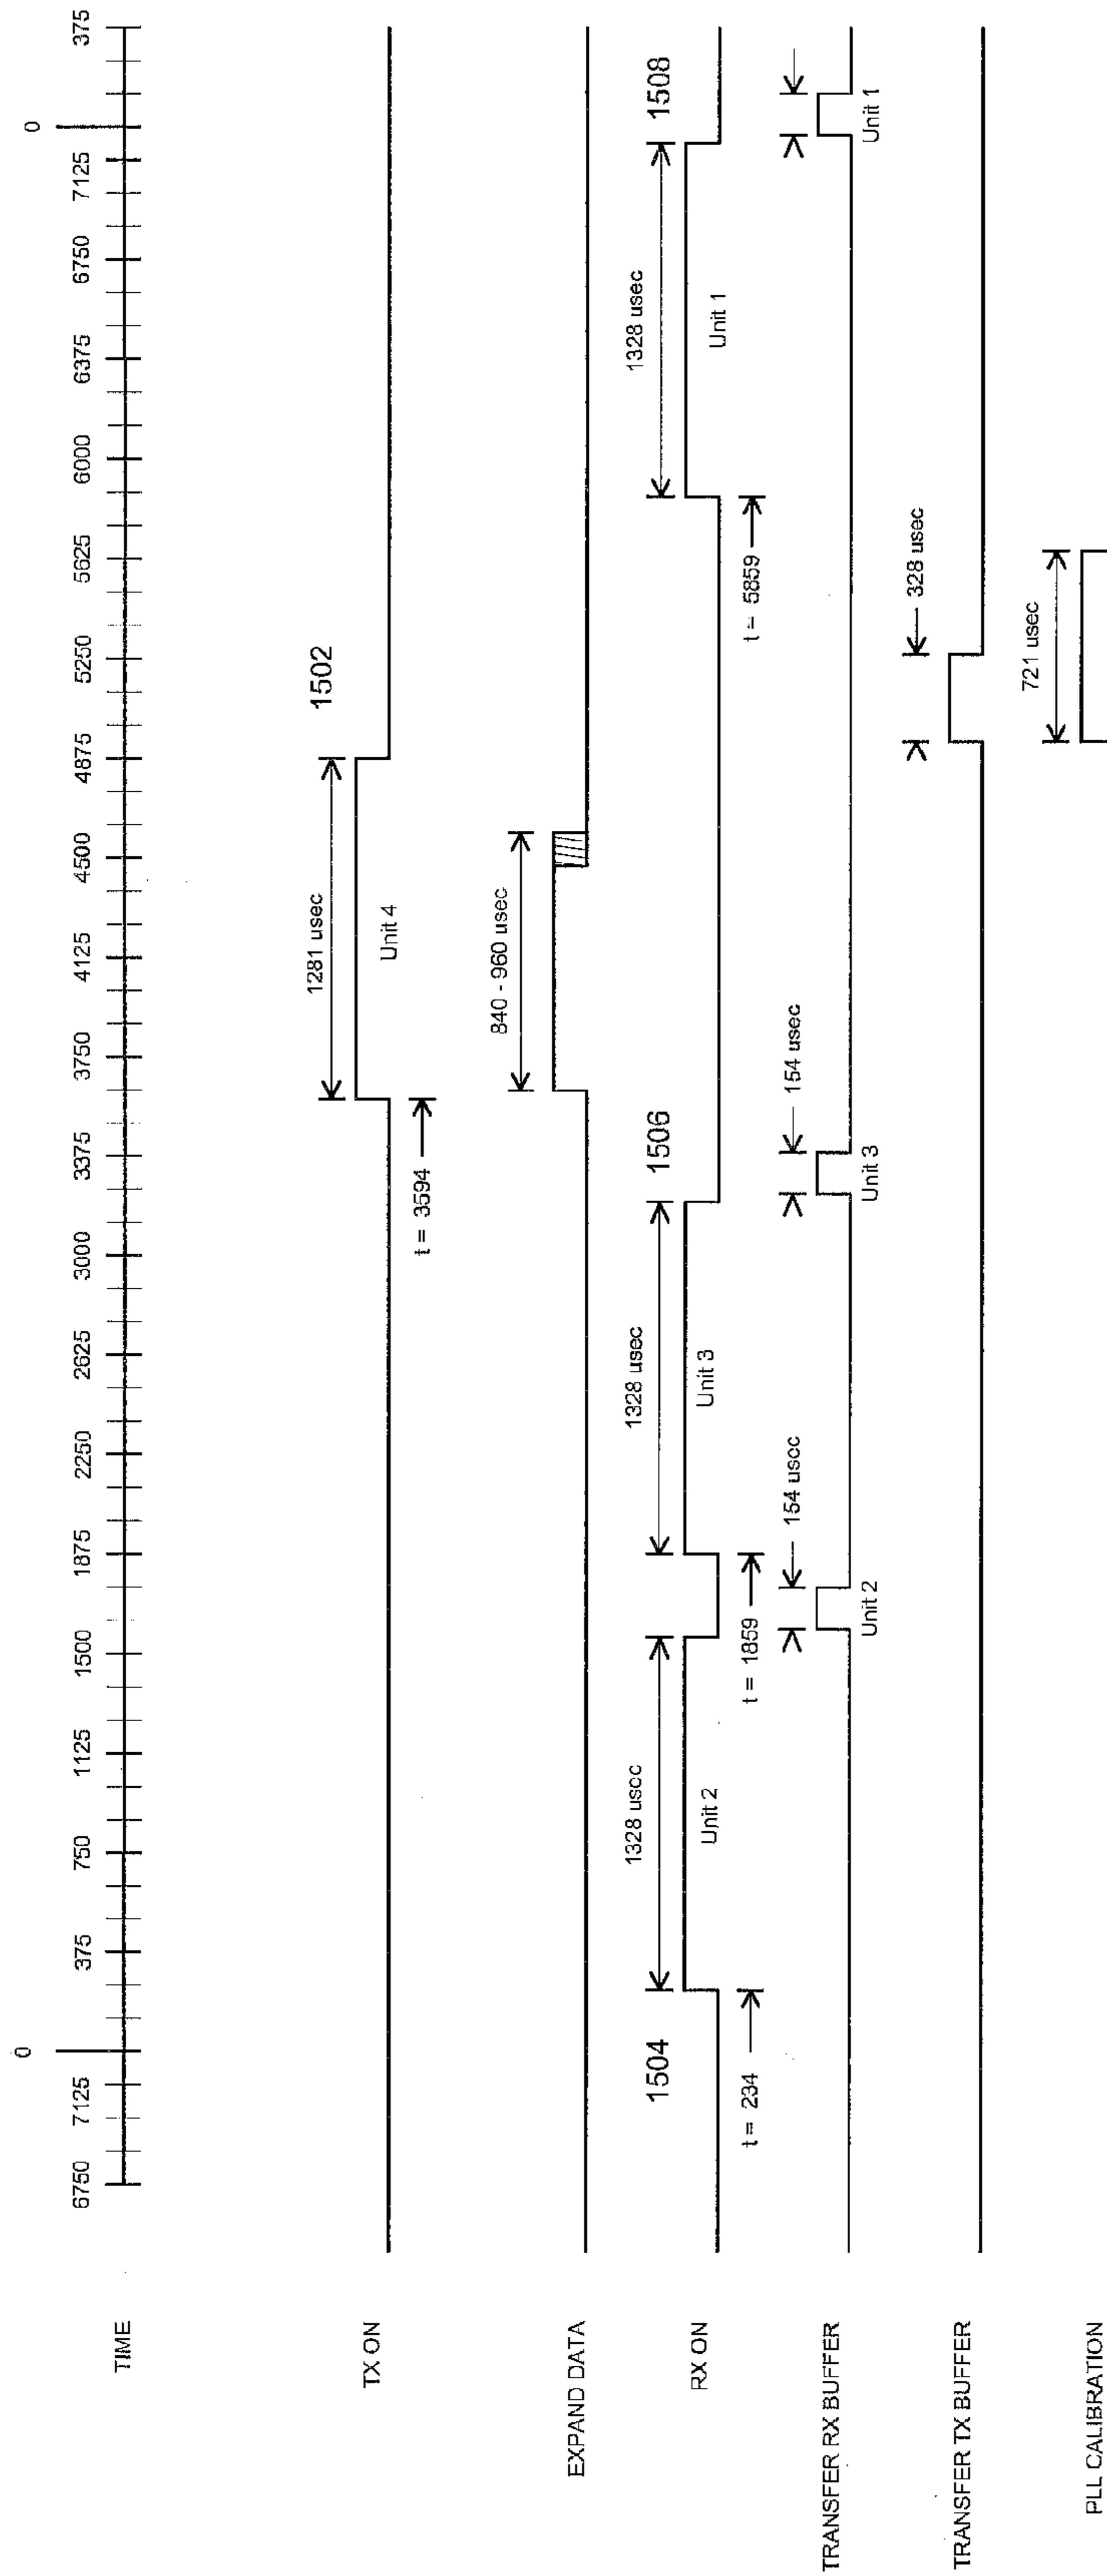 TIME
6750 7125 0 375 750 1125 1500 1875 2250 2625 3000 3375 3750 4125 4500 4875 5250 5625 6000 6375 6750 7125 0 375
TX ON
1281 usec
1502
Unit 4
t = 3594
EXPAND DATA
840 - 960 usec
RX ON
1504
1328 uscc
Unit 2
t = 234
1328 usec
1506
Unit 3
t = 1859
1328 usec
1508
Unit 1
t = 5859
TRANSFER RX BUFFER
154 uscc
Unit 2
154 usec
Unit 3
Unit 1
TRANSFER TX BUFFER
328 usec
PLL CALIBRATION
721 usec